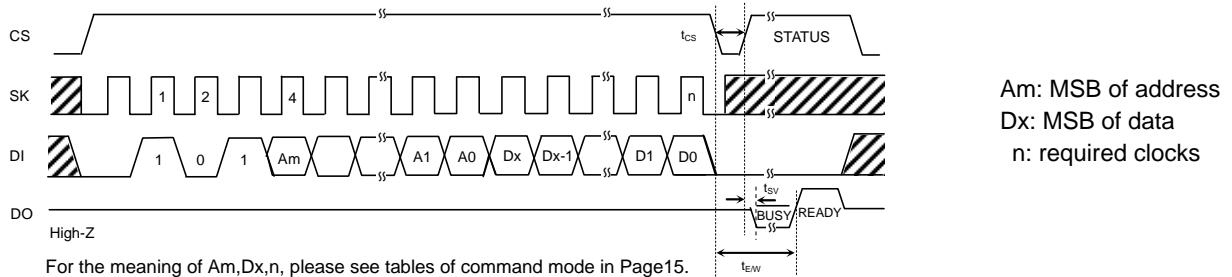 CS
tCS
STATUS
SK
1 2 4 n
DI
1 0 1 Am A1 A0 Dx Dx-1 D1 D0
tSV
DO
BUSY READY
High-Z
tE/W
For the meaning of Am,Dx,n, please see tables of command mode in Page15.
Am: MSB of address
Dx: MSB of data
n: required clocks